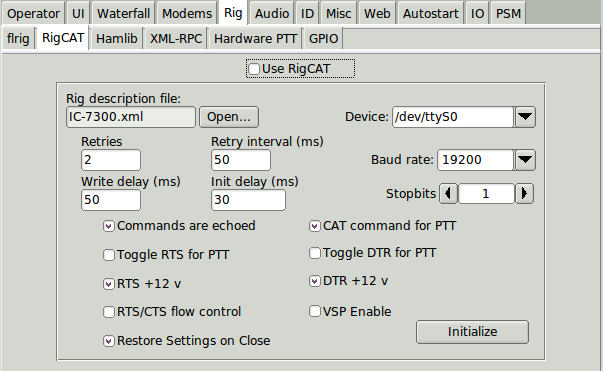 Operator UI Waterfall Modems Rig Audio ID Misc Web Autostart IO PSM
flrig RigCAT Hamlib XML-RPC Hardware PTT GPIO
Use RigCAT
Rig description file:
IC-7300.xml Open... Device: /dev/ttyS0
Retries Retry interval (ms)
2 50 Baud rate: 19200
Write delay (ms) Init delay (ms)
50 30 Stopbits 1
Commands are echoed CAT command for PTT
Toggle RTS for PTT Toggle DTR for PTT
RTS +12 v DTR +12 v
RTS/CTS flow control VSP Enable
Initialize
Restore Settings on Close